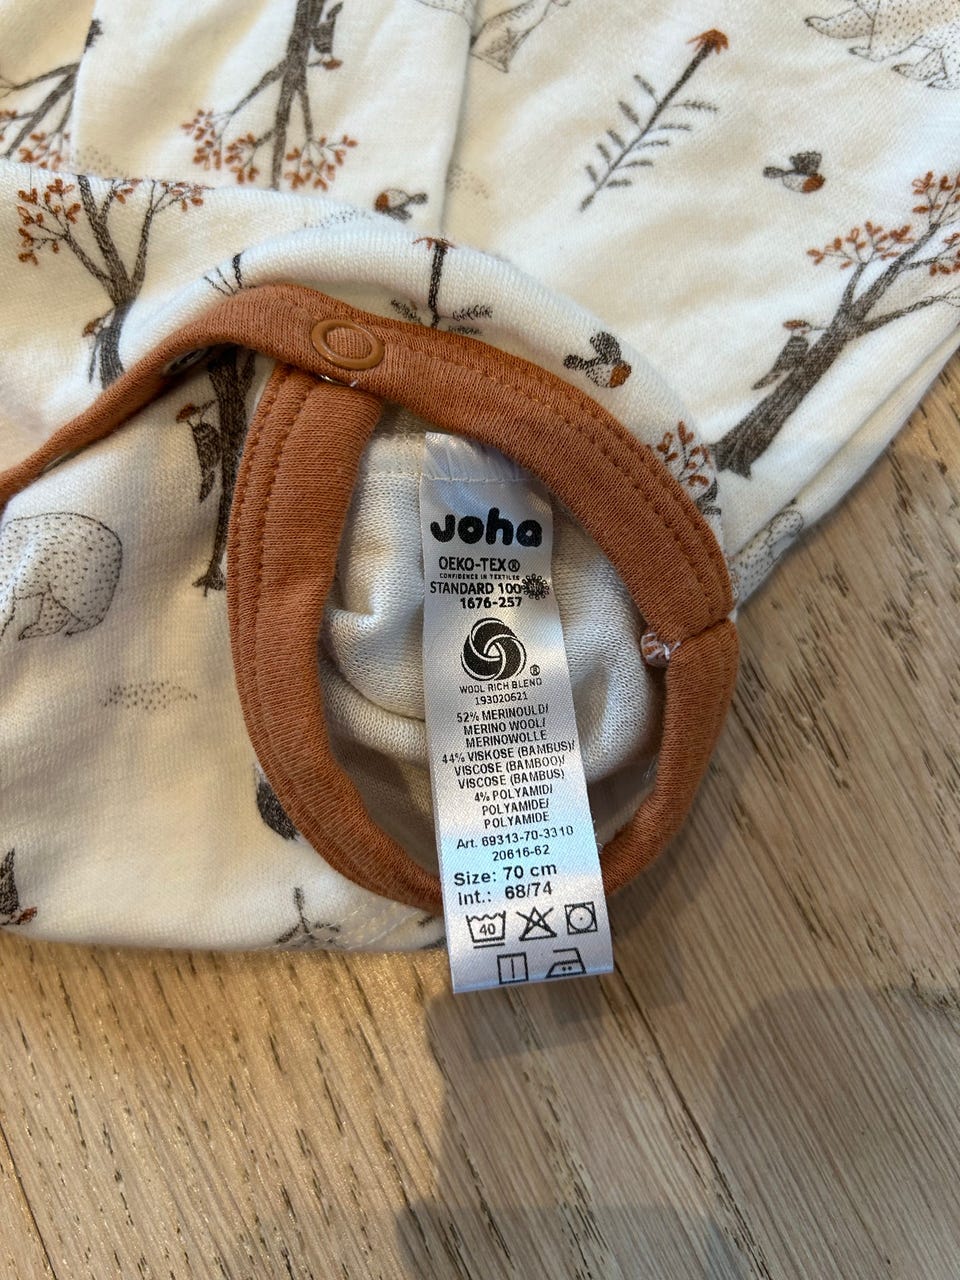 Joha
OEKO-TEX®
CONFIDENCE IN TEXTILES
STANDARD 100
1676-257
®
WOOL RICH BLEND
193020621
52% MERINOULD/
MERINO WOOL/
MERINOWOLLE
44% VISKOSE (BAMBUS)/
VISCOSE (BAMBOO)/
VISCOSE (BAMBUS)
4% POLYAMID/
POLYAMIDE/
POLYAMIDE
Art. 69313-70-3310
20616-62
Size: 70 cm
int.: 68/74
40